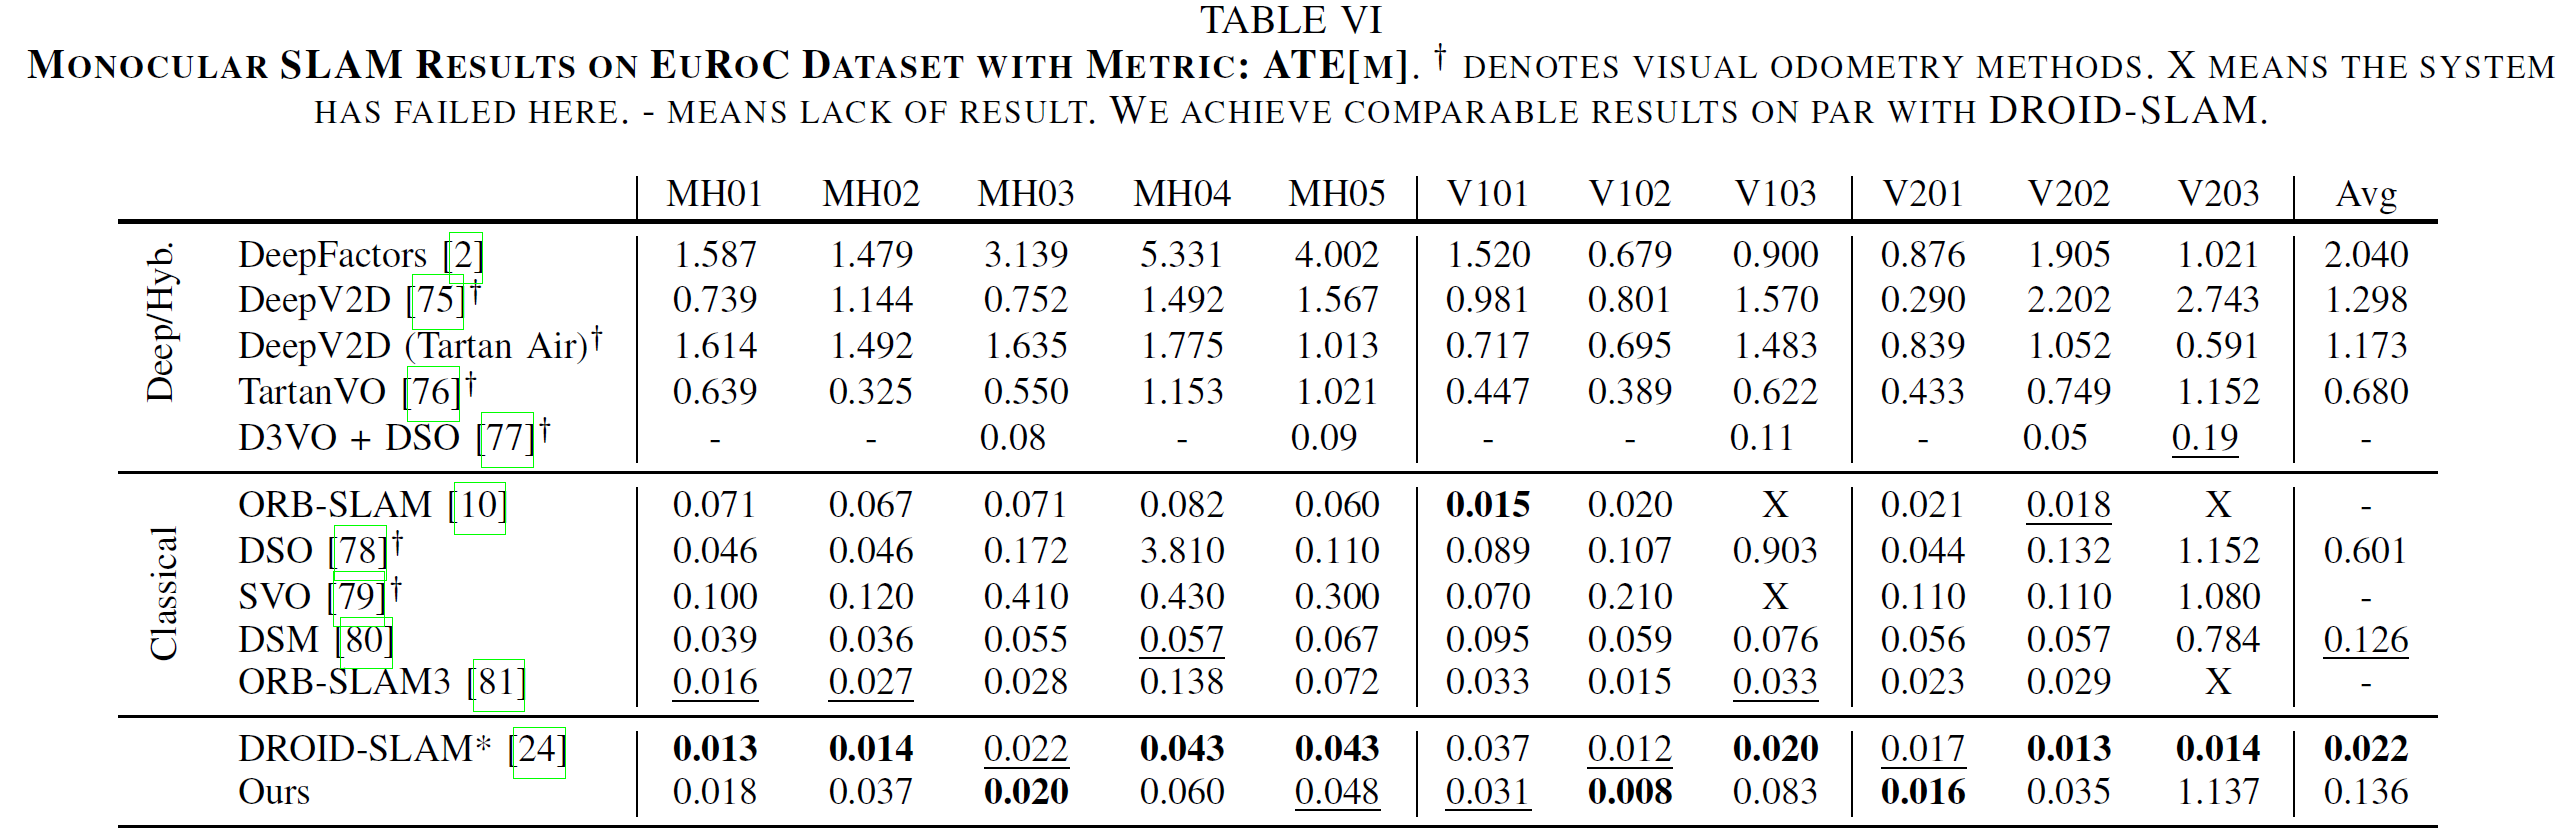 TABLE VI
MONOCULAR SLAM RESULTS ON EUROC DATASET WITH METRIC: ATE[M]. † DENOTES VISUAL ODOMETRY METHODS. X MEANS THE SYSTEM
HAS FAILED HERE. - MEANS LACK OF RESULT. WE ACHIEVE COMPARABLE RESULTS ON PAR WITH DROID-SLAM.
MH01 MH02 MH03 MH04 MH05 V101 V102 V103 V201 V202 V203 Avg
Deep/Hyb.
DeepFactors [2] 1.587 1.479 3.139 5.331 4.002 1.520 0.679 0.900 0.876 1.905 1.021 2.040
DeepV2D [75]† 0.739 1.144 0.752 1.492 1.567 0.981 0.801 1.570 0.290 2.202 2.743 1.298
DeepV2D (Tartan Air)† 1.614 1.492 1.635 1.775 1.013 0.717 0.695 1.483 0.839 1.052 0.591 1.173
TartanVO [76]† 0.639 0.325 0.550 1.153 1.021 0.447 0.389 0.622 0.433 0.749 1.152 0.680
D3VO + DSO [77]† - - 0.08 - 0.09 - - 0.11 - 0.05 0.19 -
Classical
ORB-SLAM [10] 0.071 0.067 0.071 0.082 0.060 0.015 0.020 X 0.021 0.018 X -
DSO [78]† 0.046 0.046 0.172 3.810 0.110 0.089 0.107 0.903 0.044 0.132 1.152 0.601
SVO [79]† 0.100 0.120 0.410 0.430 0.300 0.070 0.210 X 0.110 0.110 1.080 -
DSM [80] 0.039 0.036 0.055 0.057 0.067 0.095 0.059 0.076 0.056 0.057 0.784 0.126
ORB-SLAM3 [81] 0.016 0.027 0.028 0.138 0.072 0.033 0.015 0.033 0.023 0.029 X -
DROID-SLAM* [24] 0.013 0.014 0.022 0.043 0.043 0.037 0.012 0.020 0.017 0.013 0.014 0.022
Ours 0.018 0.037 0.020 0.060 0.048 0.031 0.008 0.083 0.016 0.035 1.137 0.136